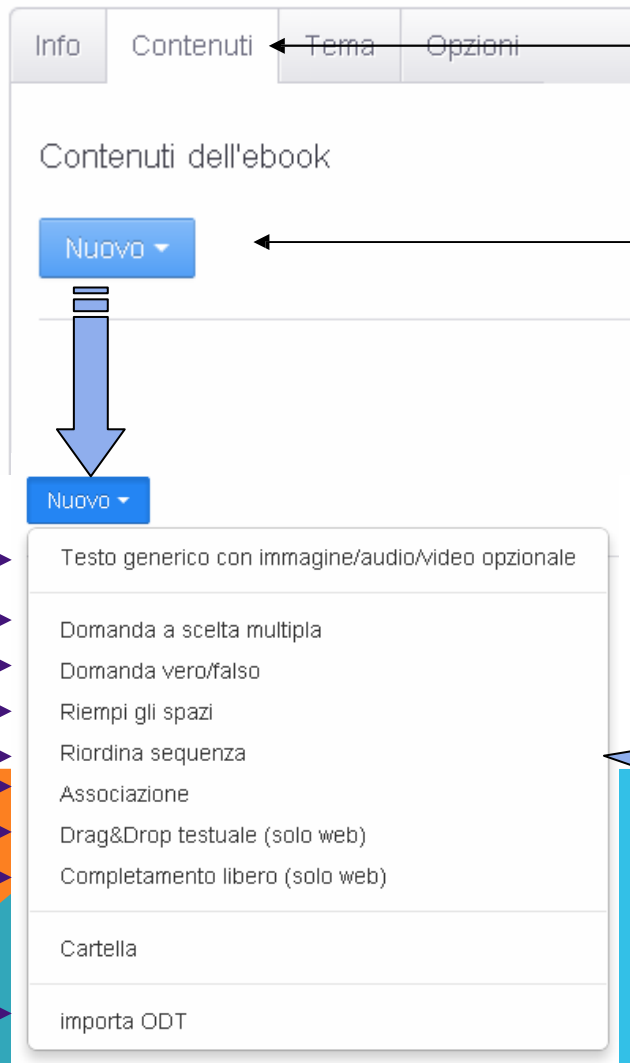 Info Contenuti Tema Opzioni
Contenuti dell'ebook
Nuovo
Nuovo
Testo generico con immagine/audio/video opzionale
Domanda a scelta multipla
Domanda vero/falso
Riempi gli spazi
Riordina sequenza
Associazione
Drag&Drop testuale (solo web)
Completamento libero (solo web)
Cartella
importa ODT